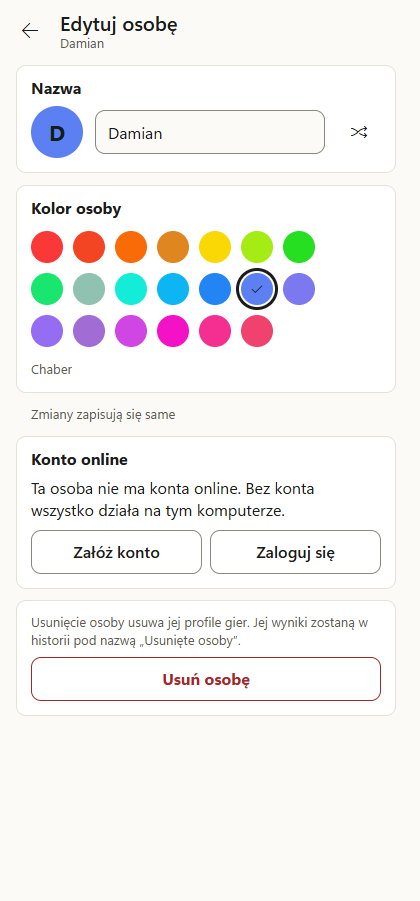 Edytuj osobę
Damian
Nazwa
D
Damian
Kolor osoby
Chaber
Zmiany zapisują się same
Konto online
Ta osoba nie ma konta online. Bez konta
wszystko działa na tym komputerze.
Załóż konto
Zaloguj się
Usunięcie osoby usuwa jej profile gier. Jej wyniki zostaną w
historii pod nazwą „Usunięte osoby”.
Usuń osobę